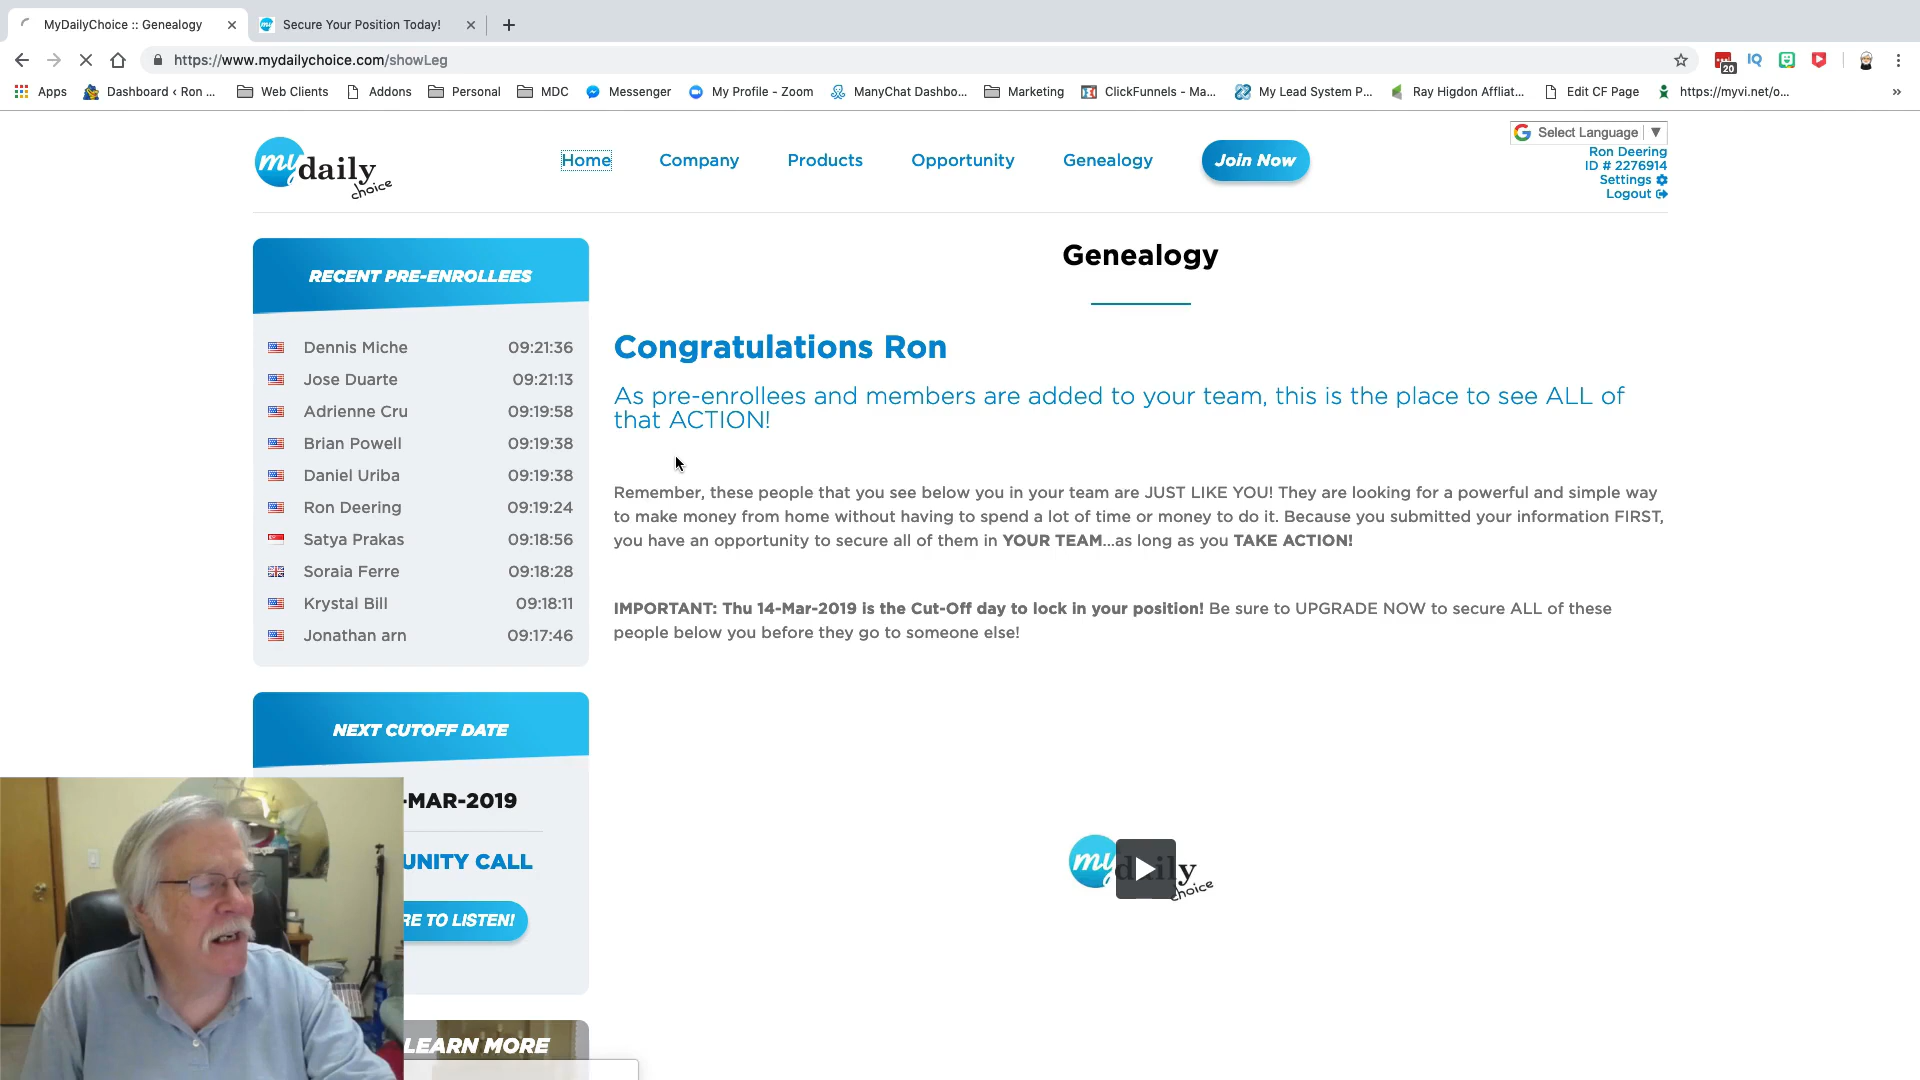 MyDailyChoice :: Genealogy
Secure Your Position Today!
https://www.mydailychoice.com/showLeg
20
IQ
Apps
Dashboard ‹ Ron ...
Web Clients
Addons
Personal
MDC
Messenger
My Profile - Zoom
ManyChat Dashbo...
Marketing
ClickFunnels - Ma...
My Lead System P...
Ray Higdon Affliat...
Edit CF Page
https://myvi.net/o...
my daily choice
Home
Company
Products
Opportunity
Genealogy
Join Now
Select Language
Ron Deering
ID # 2276914
Settings
Logout
RECENT PRE-ENROLLEES
Dennis Miche 09:21:36
Jose Duarte 09:21:13
Adrienne Cru 09:19:58
Brian Powell 09:19:38
Daniel Uriba 09:19:38
Ron Deering 09:19:24
Satya Prakas 09:18:56
Soraia Ferre 09:18:28
Krystal Bill 09:18:11
Jonathan arn 09:17:46
NEXT CUTOFF DATE
-MAR-2019
UNITY CALL
RE TO LISTEN!
LEARN MORE
Genealogy
Congratulations Ron
As pre-enrollees and members are added to your team, this is the place to see ALL of
that ACTION!
Remember, these people that you see below you in your team are JUST LIKE YOU! They are looking for a powerful and simple way
to make money from home without having to spend a lot of time or money to do it. Because you submitted your information FIRST,
you have an opportunity to secure all of them in YOUR TEAM...as long as you TAKE ACTION!
IMPORTANT: Thu 14-Mar-2019 is the Cut-Off day to lock in your position! Be sure to UPGRADE NOW to secure ALL of these
people below you before they go to someone else!
my daily choice